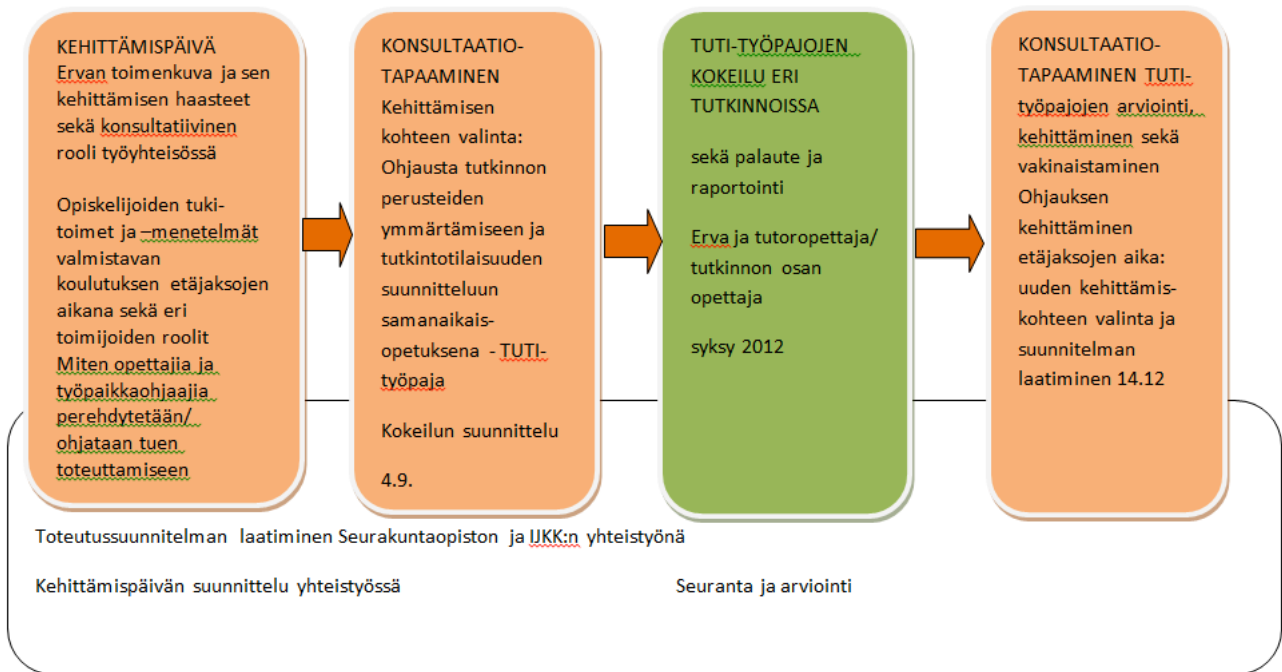 KEHITTÄMISPÄIVÄ
Ervan toimenkuva ja sen
kehittämisen haasteet
sekä konsultatiivinen
rooli työyhteisössä
Opiskelijoiden tuki-
toimet ja –menetelmät
valmistavan
koulutuksen etäjaksojen
aikana sekä eri
toimijoiden roolit
Miten opettajia ja
työpaikkaohjaajia
perehdytetään/
ohjataan tuen
toteuttamiseen
KONSULTAATIO-
TAPAAMINEN
Kehittämisen
kohteen valinta:
Ohjausta tutkinnon
perusteiden
ymmärtämiseen ja
tutkintotilaisuuden
suunnitteluun
samanaikais-
opetuksena - TUTI-
työpaja
Kokeilun suunnittelu
4.9.
TUTI-TYÖPAJOJEN
KOKEILU ERI
TUTKINNOISSA
sekä palaute ja
raportointi
Erva ja tutoropettaja/
tutkinnon osan
opettaja
syksy 2012
KONSULTAATIO-
TAPAAMINEN TUTI-
työpajojen arviointi,
kehittäminen sekä
vakinaistaminen
Ohjauksen
kehittäminen
etäjaksojen aika:
uuden kehittämis-
kohteen valinta ja
suunnitelman
laatiminen 14.12
Toteutussuunnitelman laatiminen Seurakuntaopiston ja IJKK:n yhteistyönä
Kehittämispäivän suunnittelu yhteistyössä
Seuranta ja arviointi